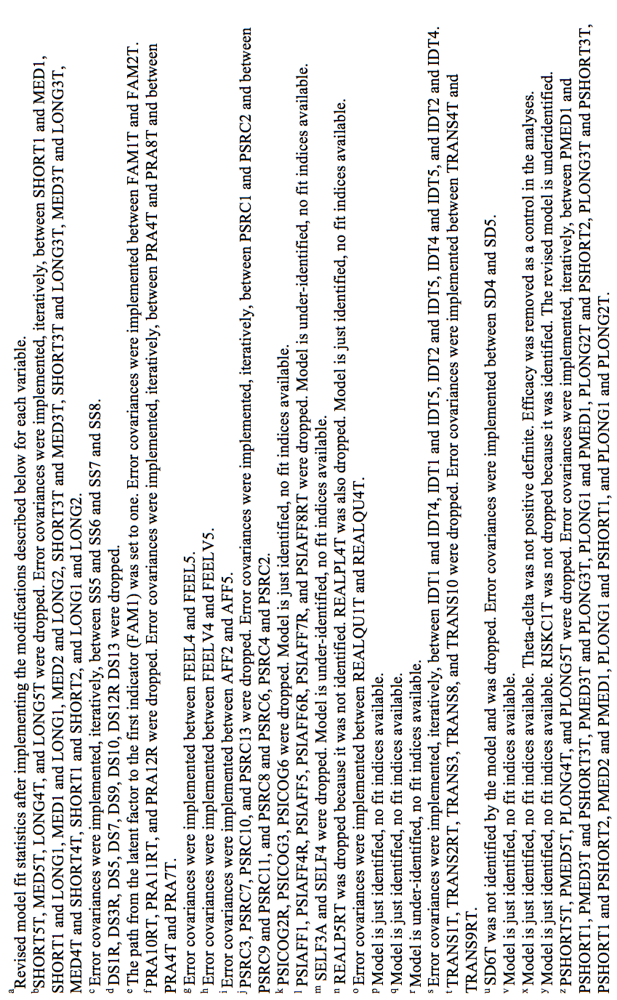 a Revised model fit statistics after implementing the modifications described below for each variable.
b SHORT5T, MED5T, LONG4T, and LONG5T were dropped. Error covariances were implemented, iteratively, between SHORT1 and MED1,
SHORT1 and LONG1, MED1 and LONG1, MED2 and LONG2, SHORT3T and MED3T, SHORT3T and LONG3T, MED3T and LONG3T,
MED4T and SHORT4T, SHORT1 and SHORT2, and LONG1 and LONG2.
c Error covariances were implemented, iteratively, between SS5 and SS6 and SS7 and SS8.
d DS1R, DS3R, DS5, DS7, DS9, DS10, DS12R DS13 were dropped.
e The path from the latent factor to the first indicator (FAM1) was set to one. Error covariances were implemented between FAM1T and FAM2T.
f PRA10RT, PRA11RT, and PRA12R were dropped. Error covariances were implemented, iteratively, between PRA4T and PRA8T and between
PRA4T and PRA7T.
g Error covariances were implemented between FEEL4 and FEEL5.
h Error covariances were implemented between FEELV4 and FEELV5.
i Error covariances were implemented between AFF2 and AFF5.
j PSRC3, PSRC7, PSRC10, and PSRC13 were dropped. Error covariances were implemented, iteratively, between PSRC1 and PSRC2 and between
PSRC9 and PSRC11, and PSRC8 and PSRC6, PSRC4 and PSRC2.
k PSICOG2R, PSICOG3, PSICOG6 were dropped. Model is just identified, no fit indices available.
l PSIAFF1, PSIAFF4R, PSIAFF5, PSIAFF6R, PSIAFF7R, and PSIAFF8RT were dropped. Model is under-identified, no fit indices available.
m SELF3A and SELF4 were dropped. Model is under-identified, no fit indices available.
n REALP5RT was dropped because it was not identified. REALPL4T was also dropped. Model is just identified, no fit indices available.
o Error covariances were implemented between REALQU1T and REALQU4T.
p Model is just identified, no fit indices available.
q Model is just identified, no fit indices available.
r Model is under-identified, no fit indices available.
s Error covariances were implemented, iteratively, between IDT1 and IDT4, IDT1 and IDT5, IDT2 and IDT5, IDT4 and IDT5, and IDT2 and IDT4.
t TRANS1T, TRANS2RT, TRANS3, TRANS8, and TRANS10 were dropped. Error covariances were implemented between TRANS4T and
TRANS9RT.
u SD6T was not identified by the model and was dropped. Error covariances were implemented between SD4 and SD5.
v Model is just identified, no fit indices available.
x Model is just identified, no fit indices available. Theta-delta was not positive definite. Efficacy was removed as a control in the analyses.
y Model is just identified, no fit indices available. RISKC1T was not dropped because it was identified. The revised model is underidentified.
z PSHORT5T, PMED5T, PLONG4T, and PLONG5T were dropped. Error covariances were implemented, iteratively, between PMED1 and
PSHORT1, PMED3T and PSHORT3T, PMED3T and PLONG3T, PLONG1 and PMED1, PLONG2T and PSHORT2, PLONG3T and PSHORT3T,
PSHORT1 and PSHORT2, PMED2 and PMED1, PLONG1 and PSHORT1, and PLONG1 and PLONG2T.